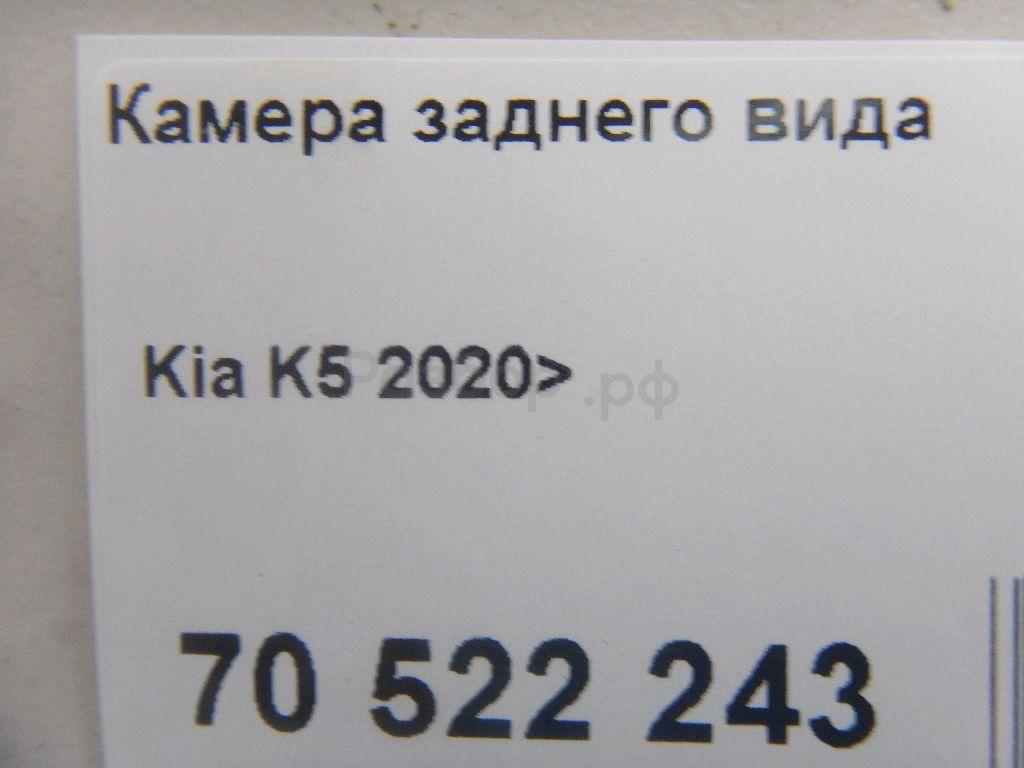 Камера заднего вида
Kia K5 2020>
.рф
70 522 243